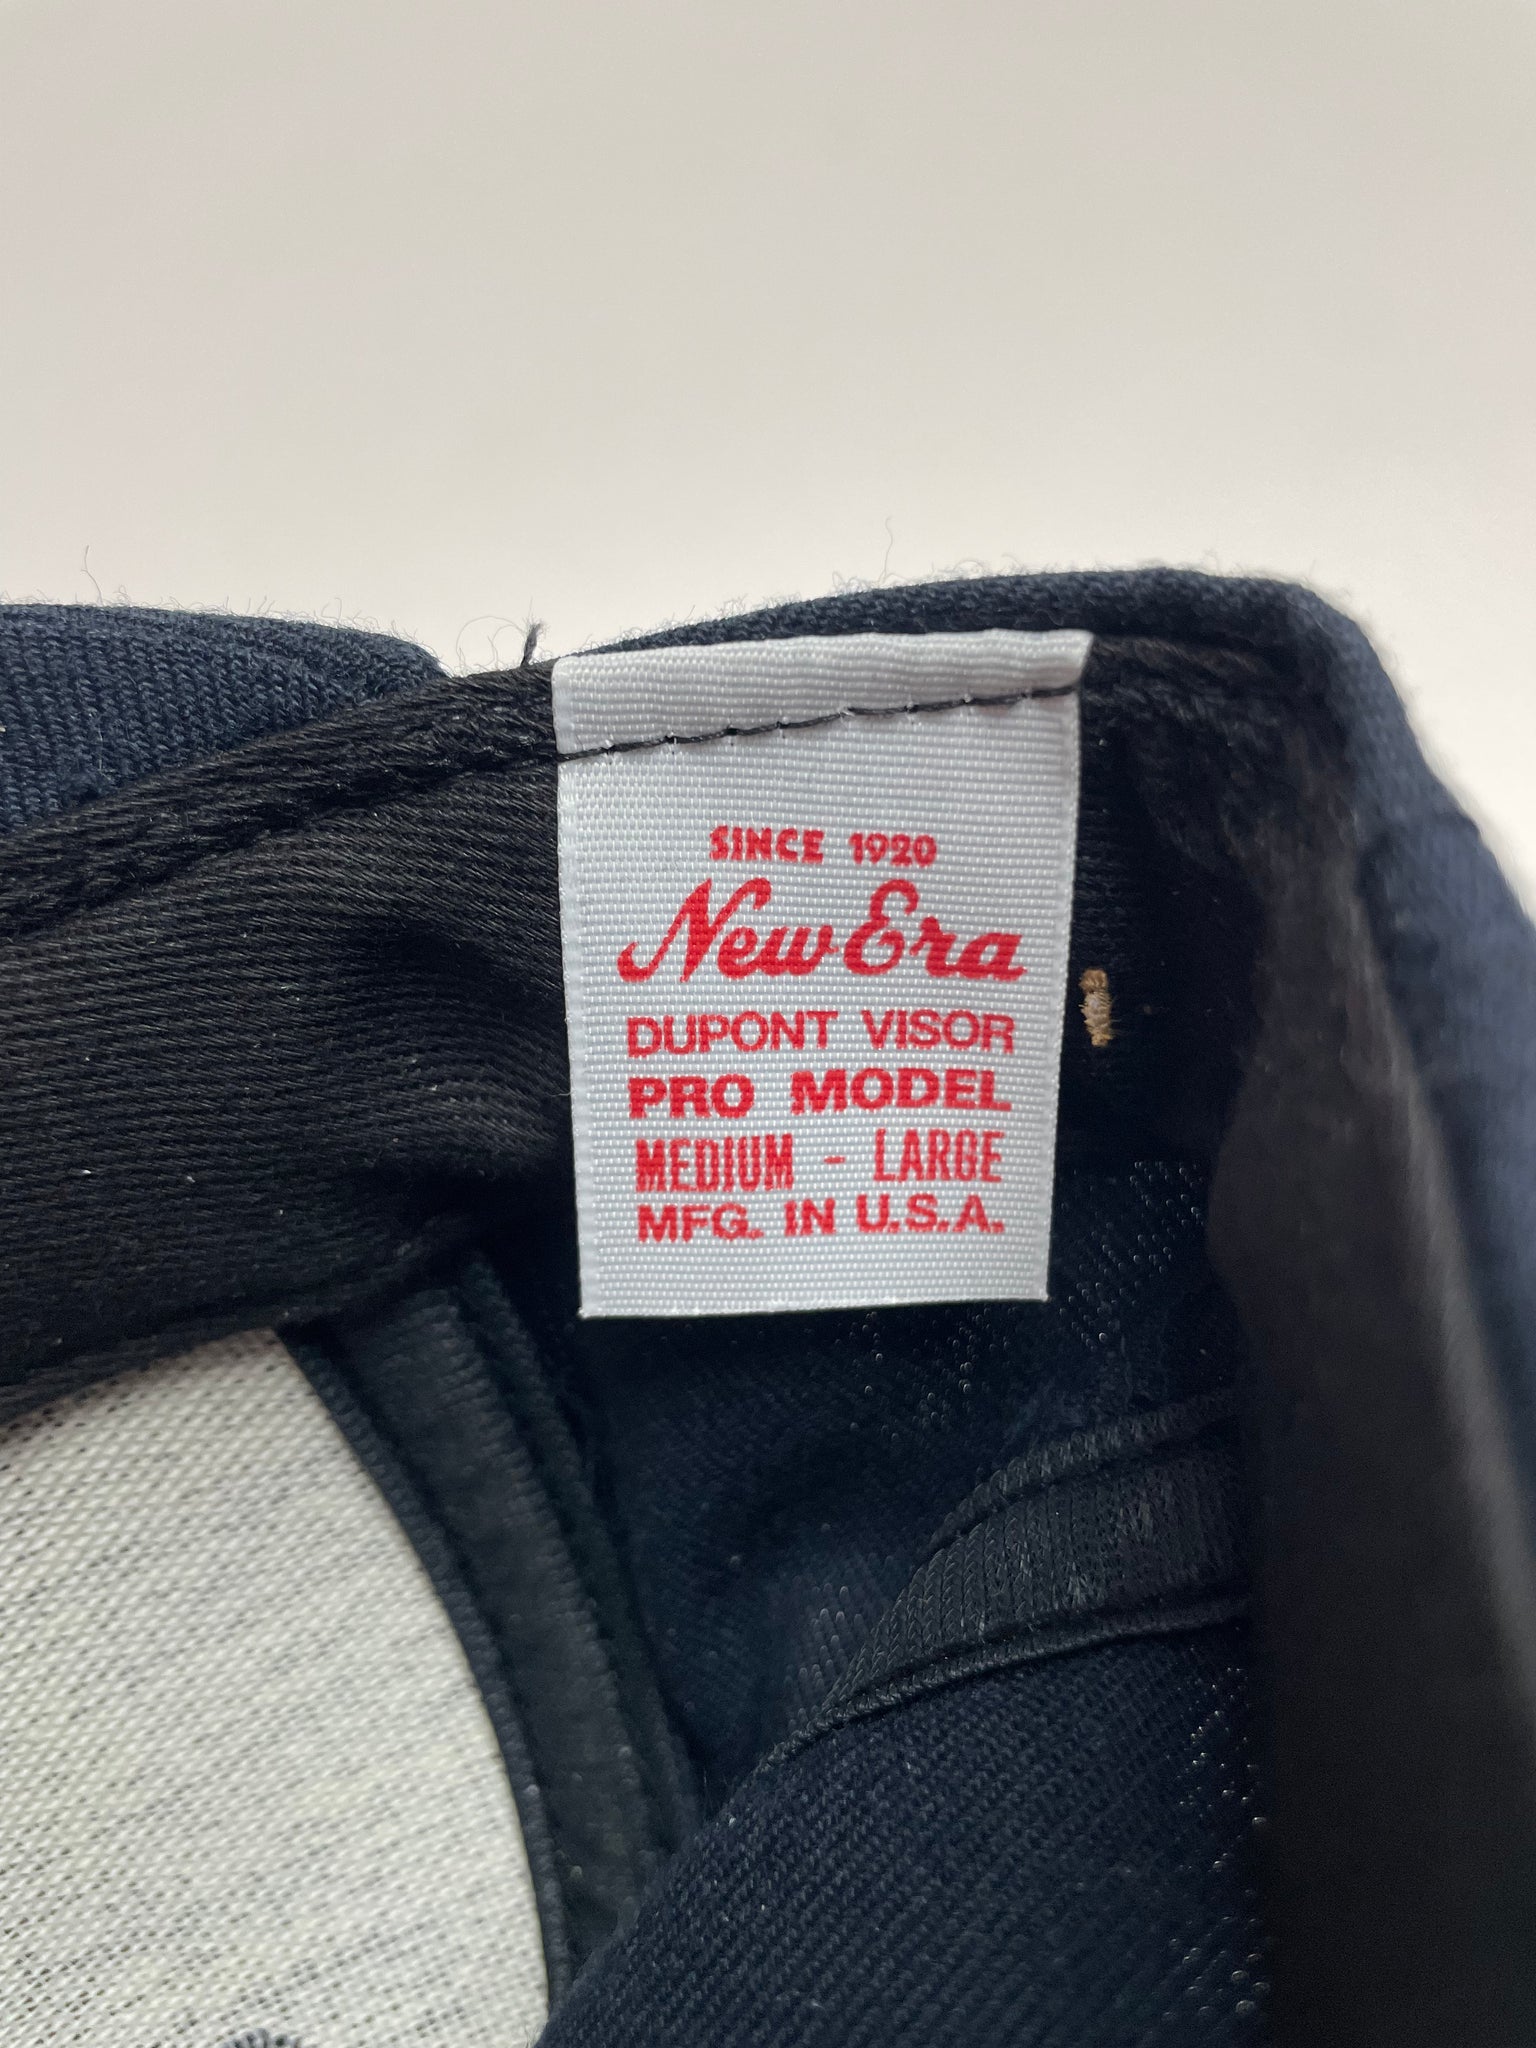 SINCE 1920
New Era
DUPONT VISOR
PRO MODEL
MEDIUM - LARGE
MFG. IN U.S.A.